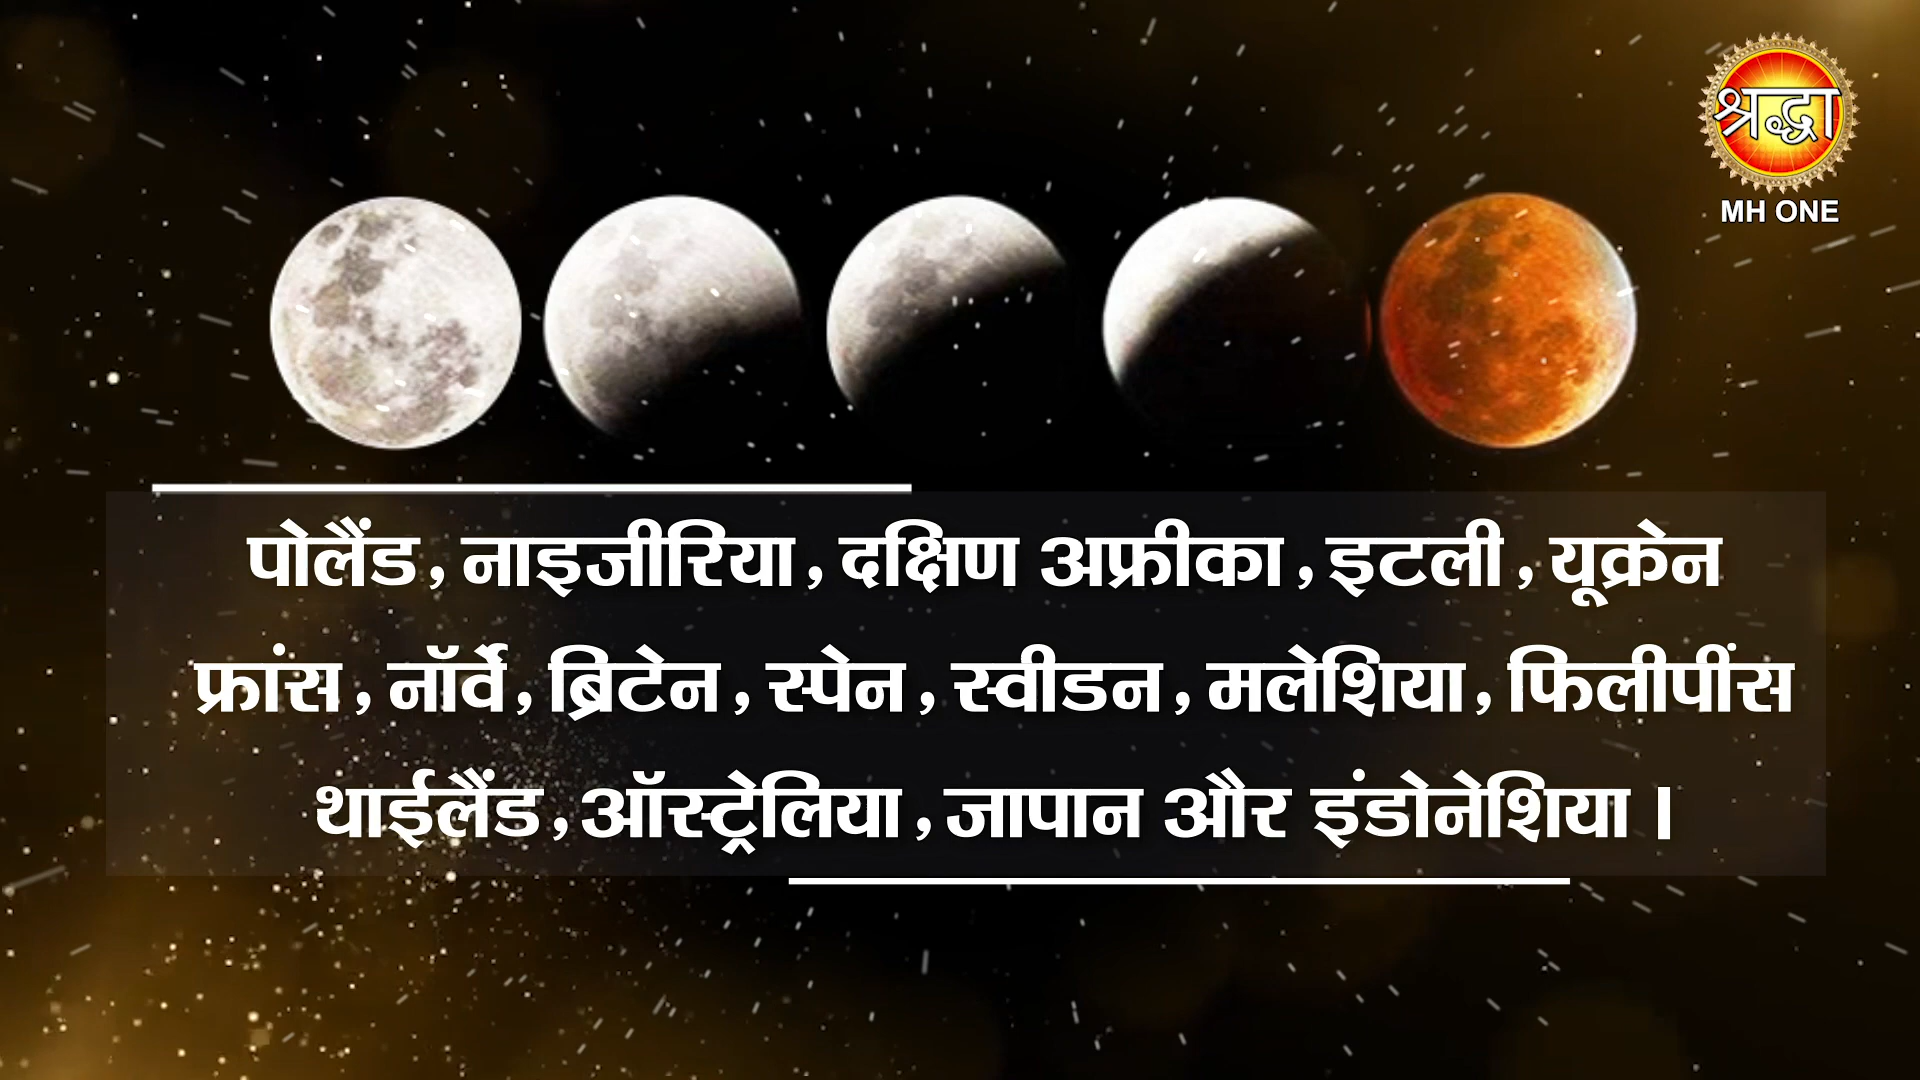 श्रद्धा
MH ONE
पोलैंड, नाइजीरिया, दक्षिण अफ्रीका, इटली, यूक्रेन
फ्रांस, नॉर्वे, ब्रिटेन, स्पेन, स्वीडन, मलेशिया, फिलीपींस
थाईलैंड, ऑस्ट्रेलिया, जापान और इंडोनेशिया ।